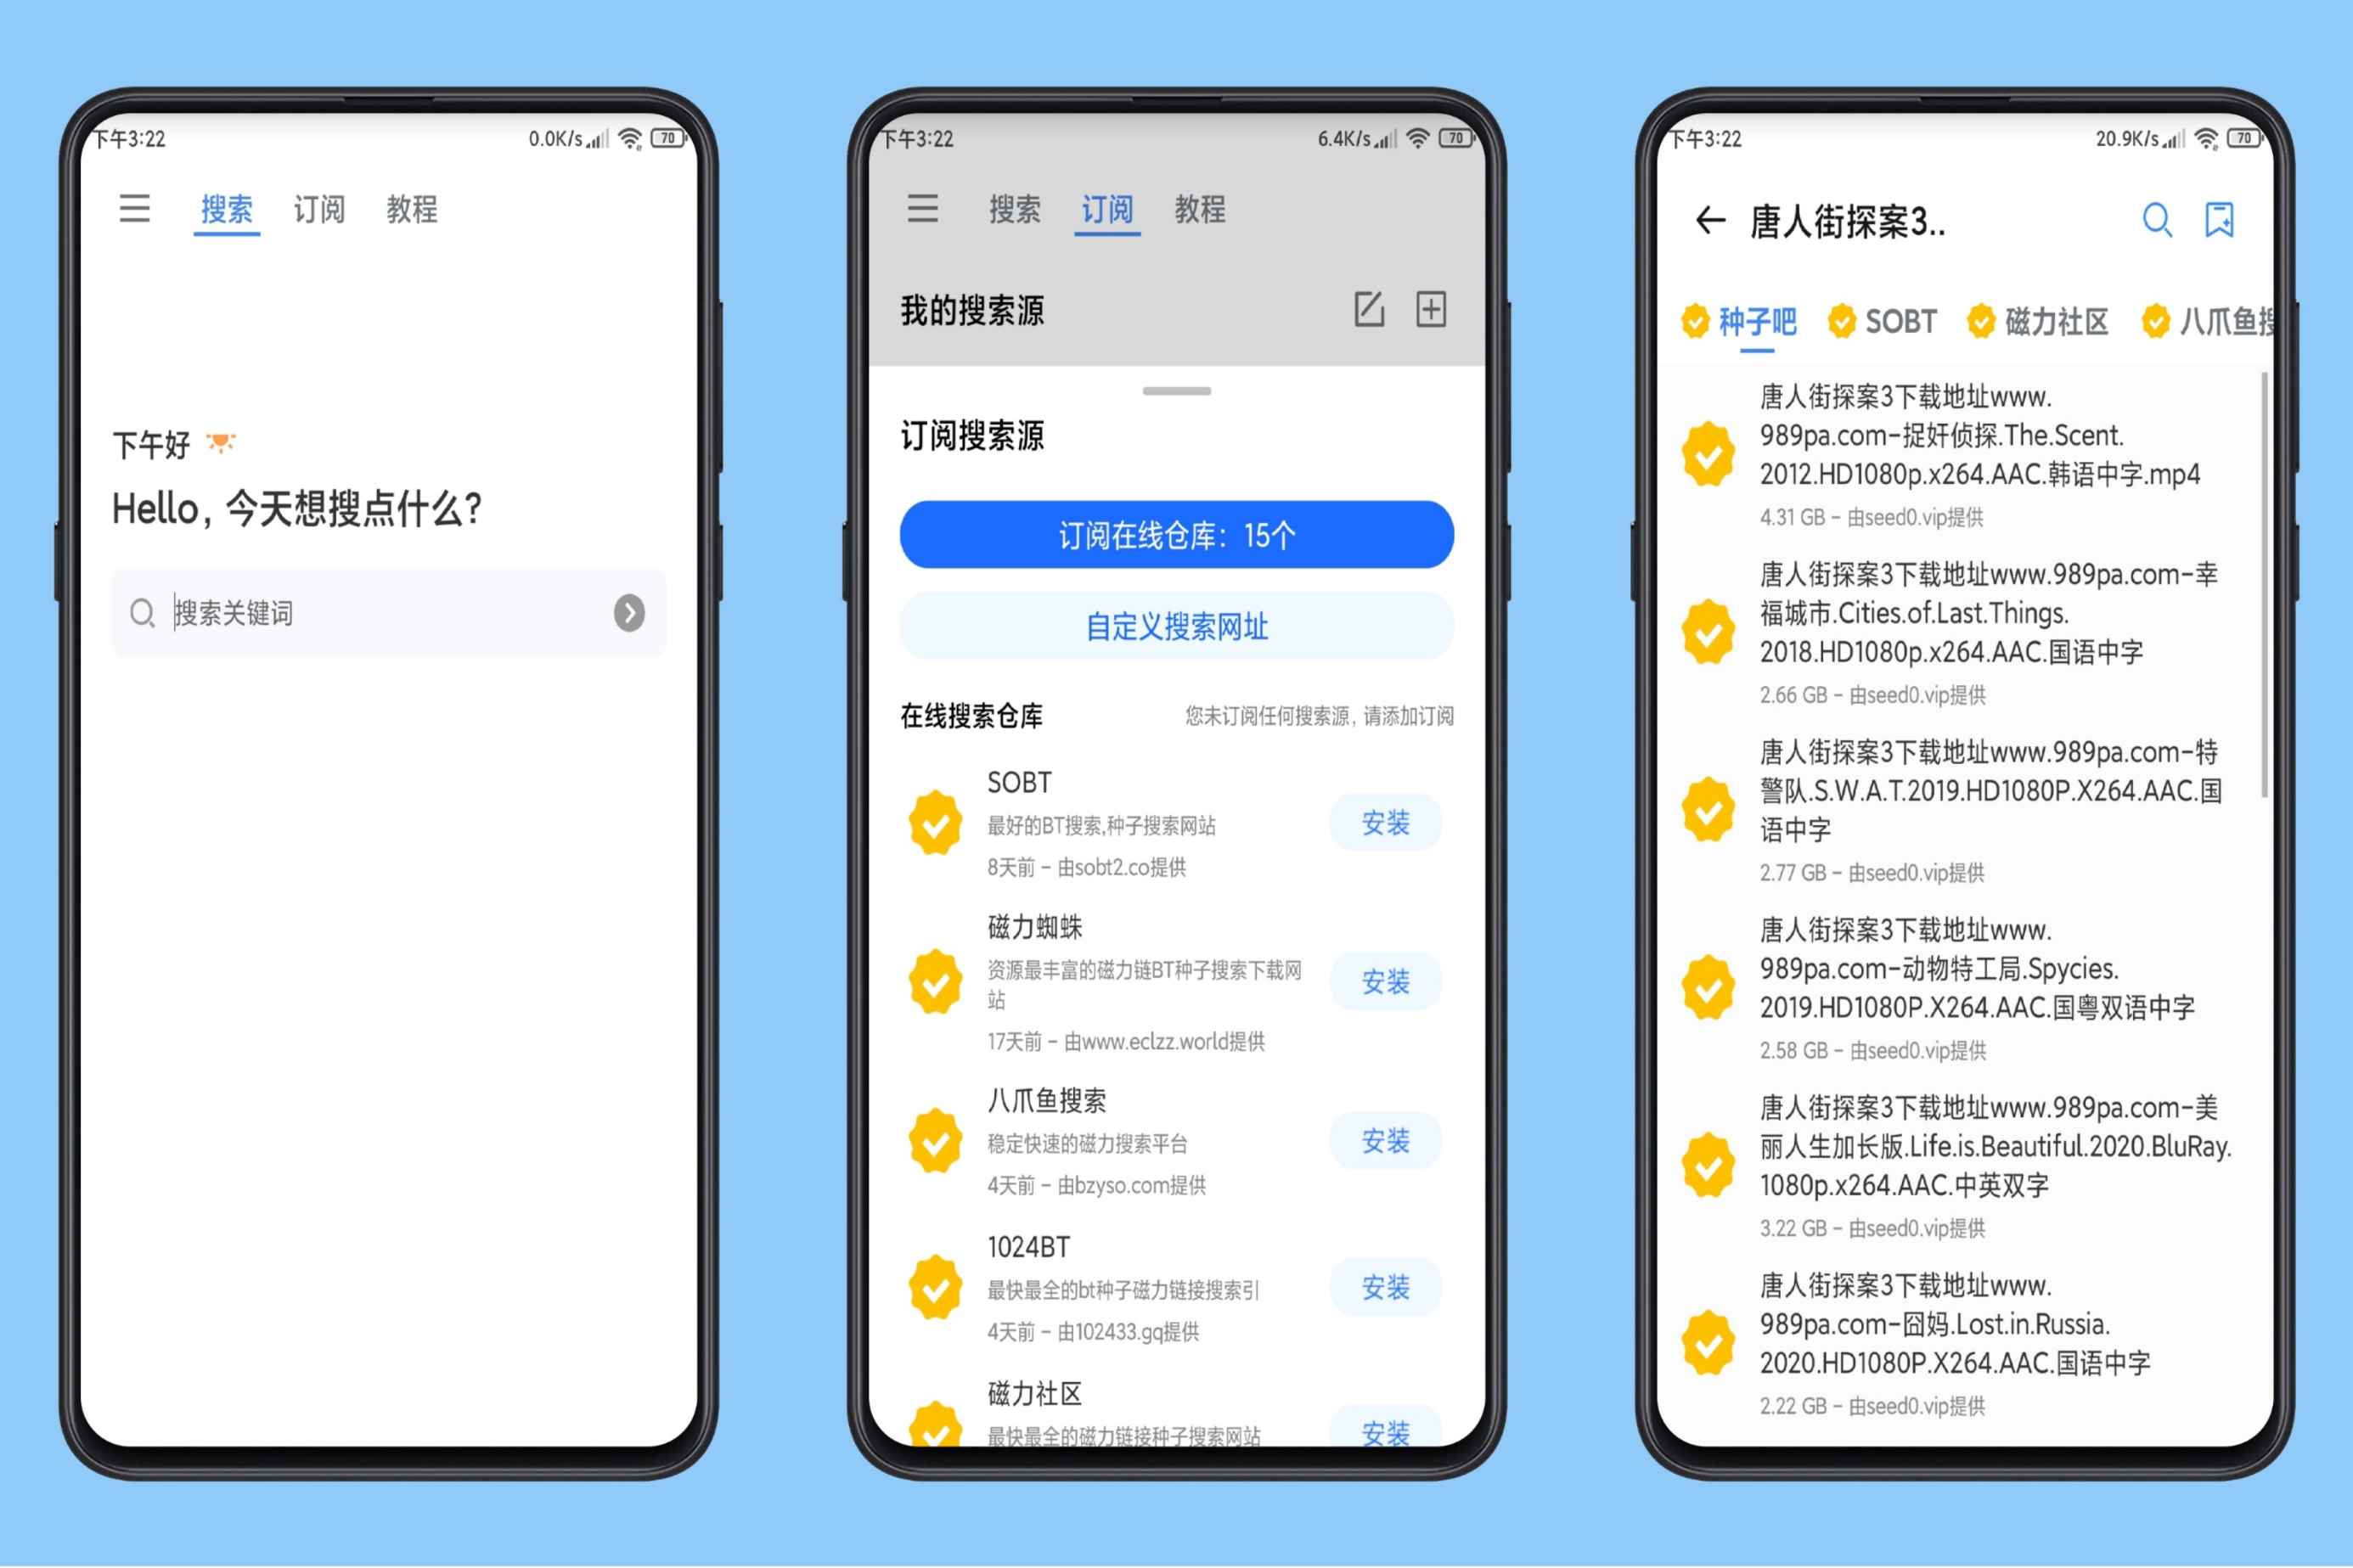 下午3:22
0.0K/s
70
搜索
订阅
教程
下午好
Hello, 今天想搜点什么?
搜索关键词
下午3:22
6.4K/s
70
搜索
订阅
教程
我的搜索源
订阅搜索源
订阅在线仓库：15个
自定义搜索网址
在线搜索仓库
您未订阅任何搜索源，请添加订阅
SOBT
最好的BT搜索,种子搜索网站
8天前 – 由sobt2.co提供
安装
磁力蜘蛛
资源最丰富的磁力链BT种子搜索下载网
站
17天前 – 由www.eclzz.world提供
安装
八爪鱼搜索
稳定快速的磁力搜索平台
4天前 – 由bzyso.com提供
安装
1024BT
最快最全的bt种子磁力链接搜索引
4天前 – 由102433.gq提供
安装
磁力社区
最快最全的磁力链接种子搜索网站
安装
下午3:22
20.9K/s
70
唐人街探案3..
种子吧
SOBT
磁力社区
八爪鱼搜
唐人街探案3下载地址www.
989pa.com–捉奸侦探.The.Scent.
2012.HD1080p.x264.AAC.韩语中字.mp4
4.31 GB – 由seed0.vip提供
唐人街探案3下载地址www.989pa.com–幸
福城市.Cities.of.Last.Things.
2018.HD1080p.x264.AAC.国语中字
2.66 GB – 由seed0.vip提供
唐人街探案3下载地址www.989pa.com–特
警队.S.W.A.T.2019.HD1080P.X264.AAC.国
语中字
2.77 GB – 由seed0.vip提供
唐人街探案3下载地址www.
989pa.com–动物特工局.Spycies.
2019.HD1080P.X264.AAC.国粤双语中字
2.58 GB – 由seed0.vip提供
唐人街探案3下载地址www.989pa.com–美
丽人生加长版.Life.is.Beautiful.2020.BluRay.
1080p.x264.AAC.中英双字
3.22 GB – 由seed0.vip提供
唐人街探案3下载地址www.
989pa.com–囧妈.Lost.in.Russia.
2020.HD1080P.X264.AAC.国语中字
2.22 GB – 由seed0.vip提供